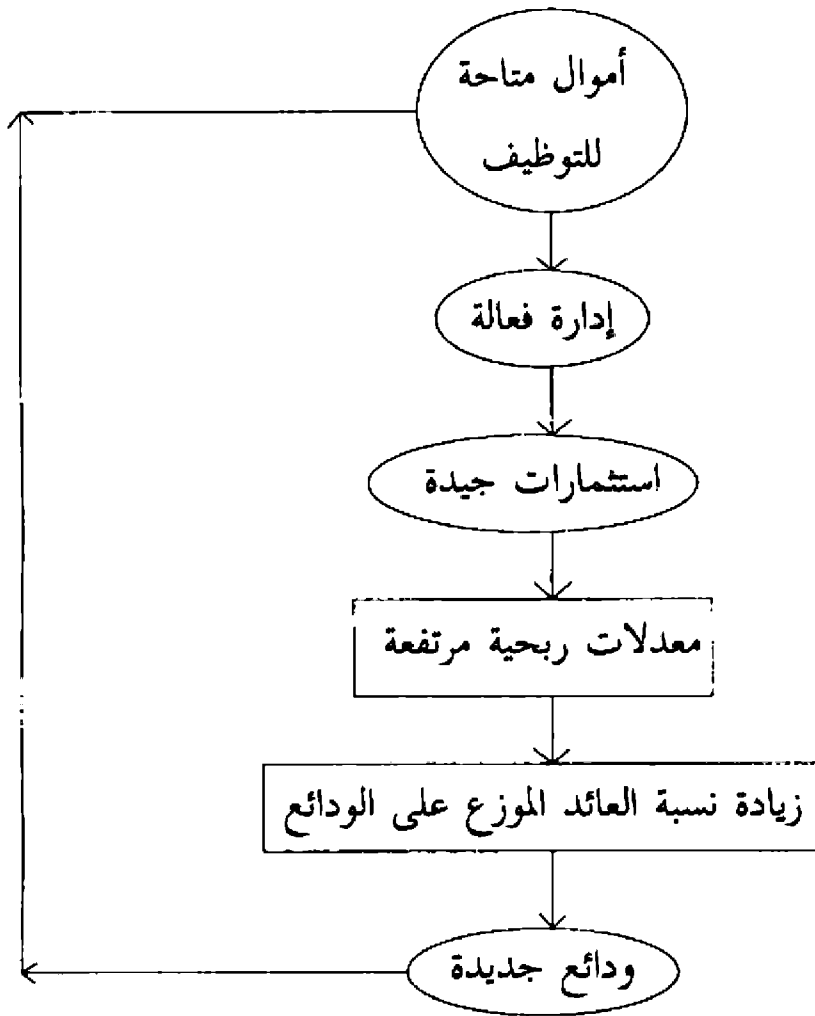 أموال متاحة
للتوظيف
إدارة فعالة
استثمارات جيدة
معدلات ربحية مرتفعة
زيادة نسبة العائد الموزع على الودائع
ودائع جديدة